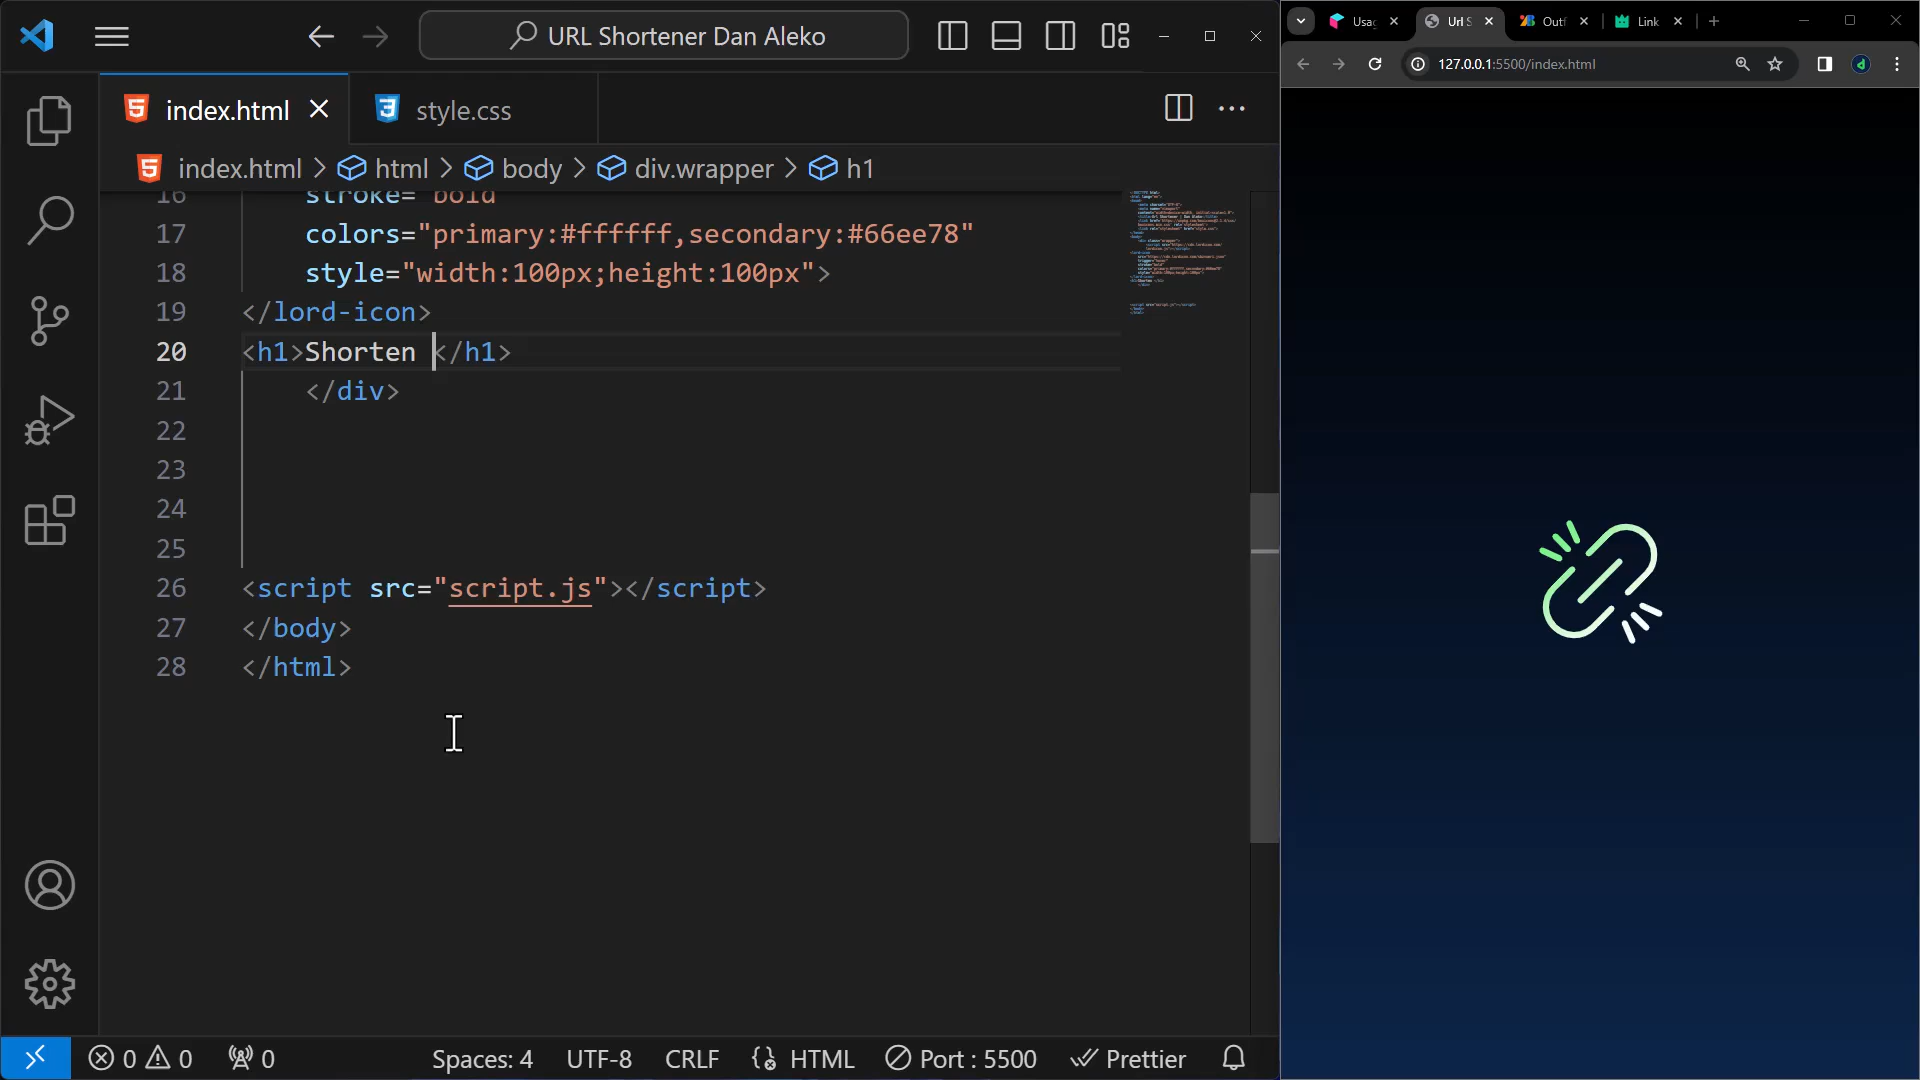 URL Shortener Dan Aleko
index.html
style.css
index.html > html > body > div.wrapper > h1
16 stroke="bold"
17 colors="primary:#ffffff,secondary:#66ee78"
18 style="width:100px;height:100px">
19 </lord-icon>
20 <h1>Shorten </h1>
21 </div>
22
23
24
25
26 <script src="script.js"></script>
27 </body>
28 </html>
0 0 0 Spaces: 4 UTF-8 CRLF HTML Port : 5500 Prettier
Usag Url S Outf Link
127.0.0.1:5500/index.html